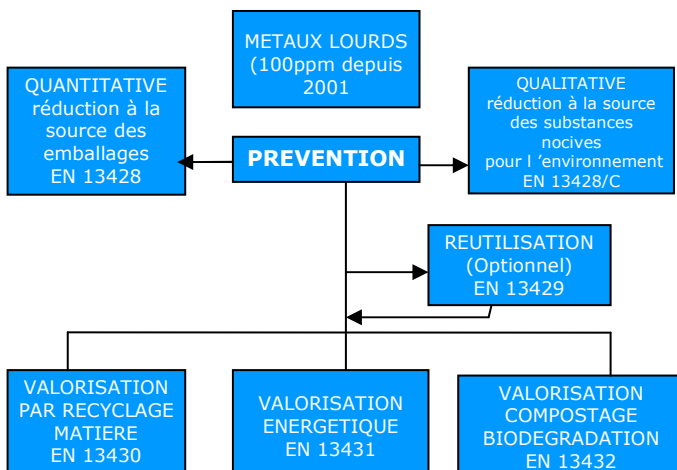 METAUX LOURDS
(100ppm depuis
2001
QUANTITATIVE
réduction à la
source des
emballages
EN 13428
QUALITATIVE
réduction à la source
des substances
nocives
pour l 'environnement
EN 13428/C
PREVENTION
REUTILISATION
(Optionnel)
EN 13429
VALORISATION
PAR RECYCLAGE
MATIERE
EN 13430
VALORISATION
ENERGETIQUE
EN 13431
VALORISATION
COMPOSTAGE
BIODEGRADATION
EN 13432